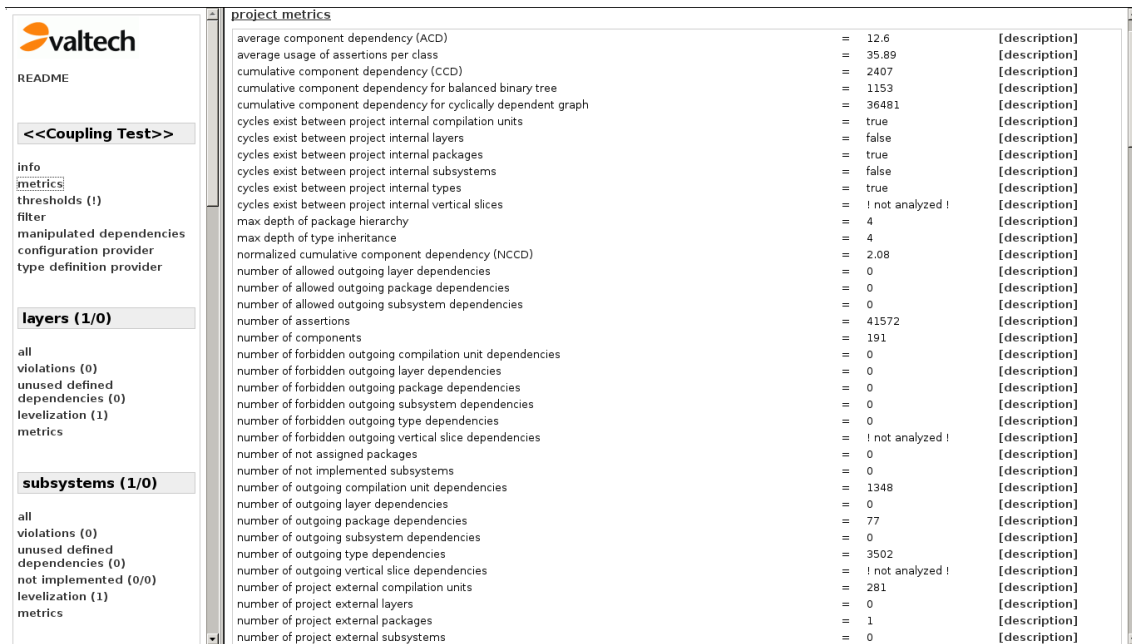 valtech
README
<<Coupling Test>>
info
metrics
thresholds (!)
filter
manipulated dependencies
configuration provider
type definition provider
layers (1/0)
all
violations (0)
unused defined
dependencies (0)
levelization (1)
metrics
subsystems (1/0)
all
violations (0)
unused defined
dependencies (0)
not implemented (0/0)
levelization (1)
metrics
project metrics
average component dependency (ACD) = 12.6 [description]
average usage of assertions per class = 35.89 [description]
cumulative component dependency (CCD) = 2407 [description]
cumulative component dependency for balanced binary tree = 1153 [description]
cumulative component dependency for cyclically dependent graph = 36481 [description]
cycles exist between project internal compilation units = true [description]
cycles exist between project internal layers = false [description]
cycles exist between project internal packages = true [description]
cycles exist between project internal subsystems = false [description]
cycles exist between project internal types = true [description]
cycles exist between project internal vertical slices = ! not analyzed ! [description]
max depth of package hierarchy = 4 [description]
max depth of type inheritance = 4 [description]
normalized cumulative component dependency (NCCD) = 2.08 [description]
number of allowed outgoing layer dependencies = 0 [description]
number of allowed outgoing package dependencies = 0 [description]
number of allowed outgoing subsystem dependencies = 0 [description]
number of assertions = 41572 [description]
number of components = 191 [description]
number of forbidden outgoing compilation unit dependencies = 0 [description]
number of forbidden outgoing layer dependencies = 0 [description]
number of forbidden outgoing package dependencies = 0 [description]
number of forbidden outgoing subsystem dependencies = 0 [description]
number of forbidden outgoing type dependencies = 0 [description]
number of forbidden outgoing vertical slice dependencies = ! not analyzed ! [description]
number of not assigned packages = 0 [description]
number of not implemented subsystems = 0 [description]
number of outgoing compilation unit dependencies = 1348 [description]
number of outgoing layer dependencies = 0 [description]
number of outgoing package dependencies = 77 [description]
number of outgoing subsystem dependencies = 0 [description]
number of outgoing type dependencies = 3502 [description]
number of outgoing vertical slice dependencies = ! not analyzed ! [description]
number of project external compilation units = 281 [description]
number of project external layers = 0 [description]
number of project external packages = 1 [description]
number of project external subsystems = 0 [description]